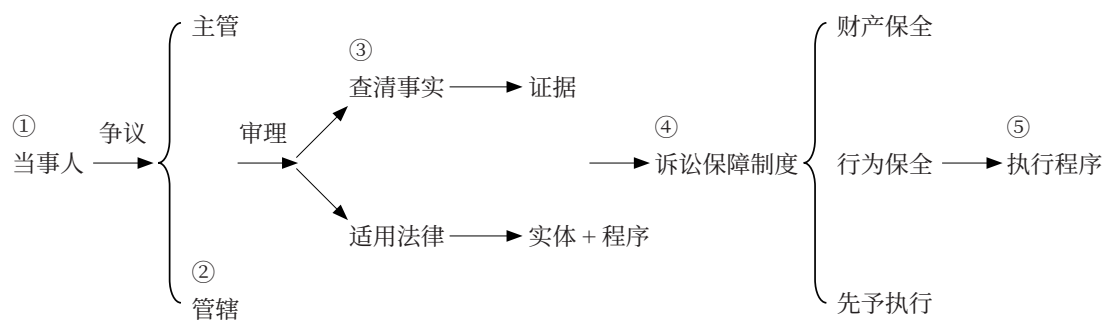 ①
当事人
争议
主管
②
管辖
审理
③
查清事实
证据
适用法律
实体 + 程序
④
诉讼保障制度
财产保全
行为保全
先予执行
⑤
执行程序